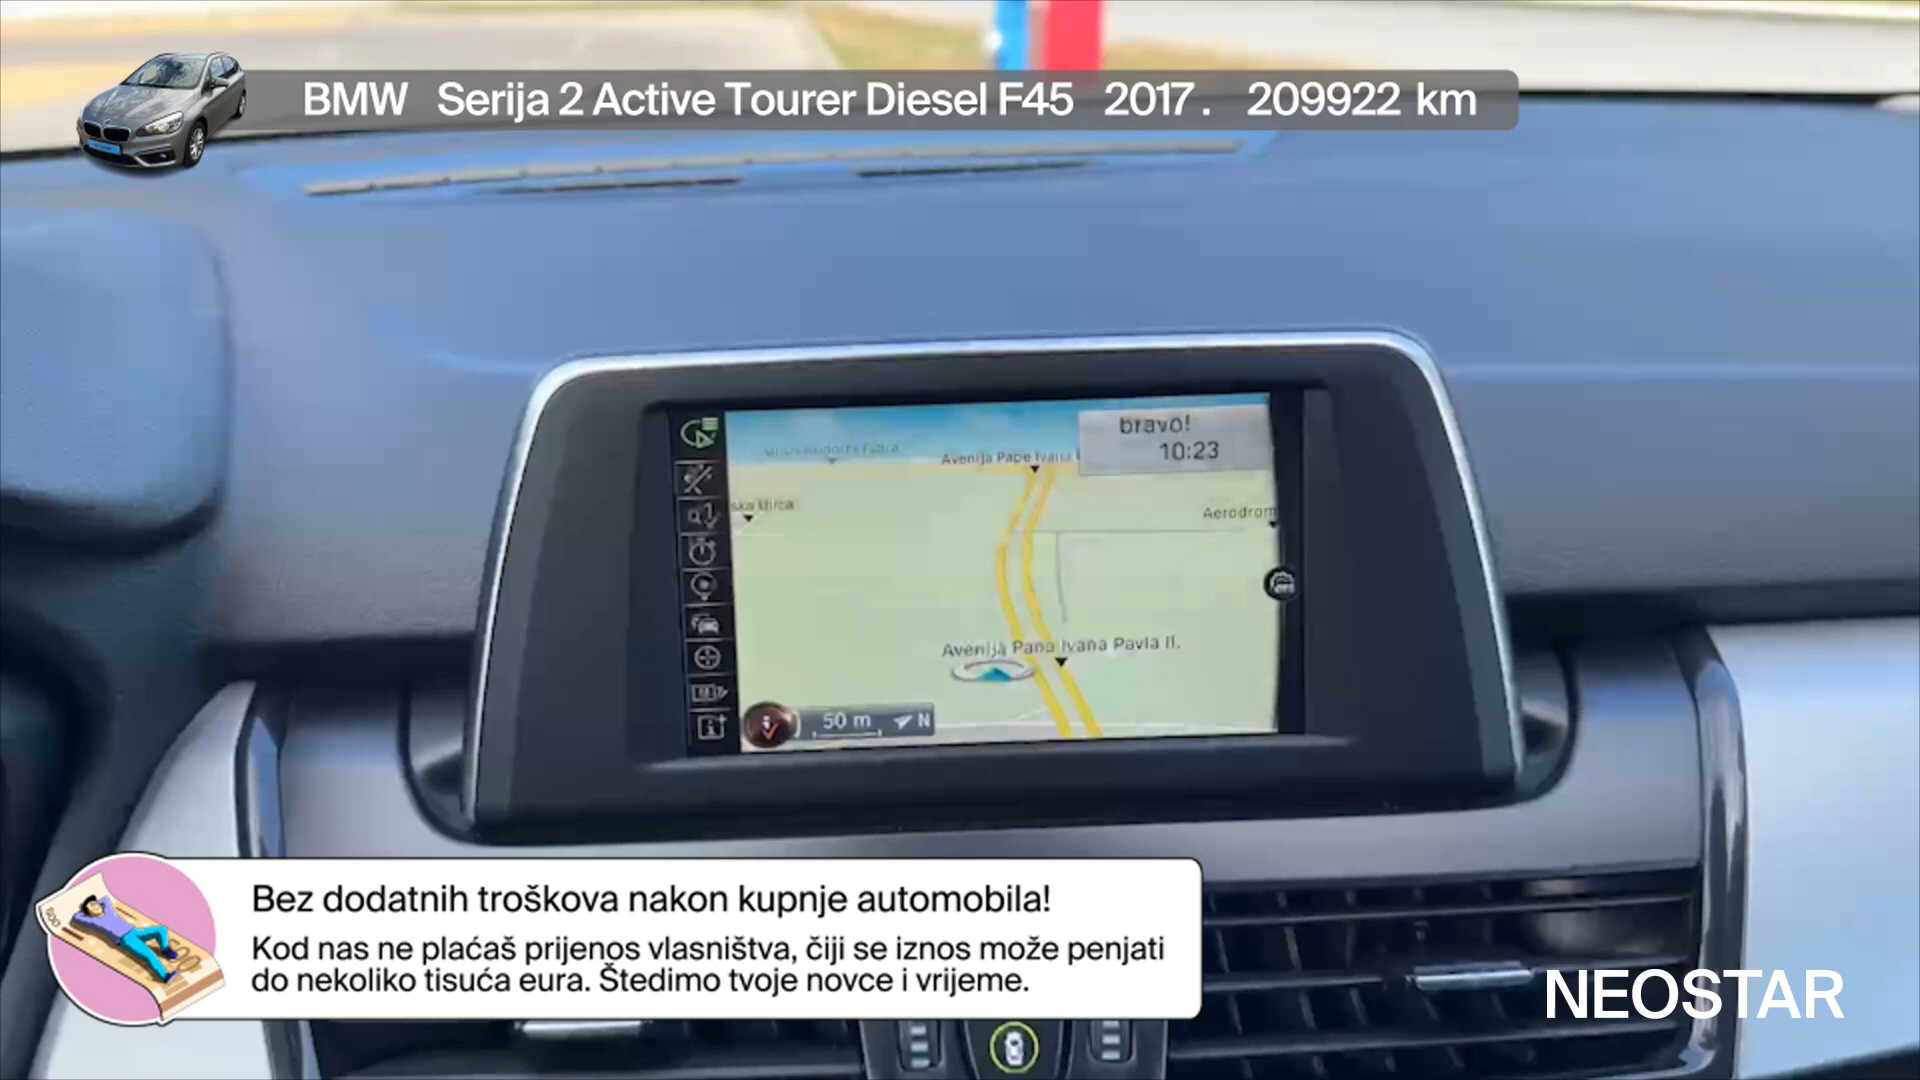 BMW Serija 2 Active Tourer Diesel F45 2017. 209922 km
bravo!
10:23
Avenija Pape Ivana
Aerodrom
Avenija Papa Ivana Pavla II.
50 m N
Bez dodatnih troškova nakon kupnje automobila!
Kod nas ne plaćaš prijenos vlasništva, čiji se iznos može penjati
do nekoliko tisuća eura. Štedimo tvoje novce i vrijeme.
NEOSTAR